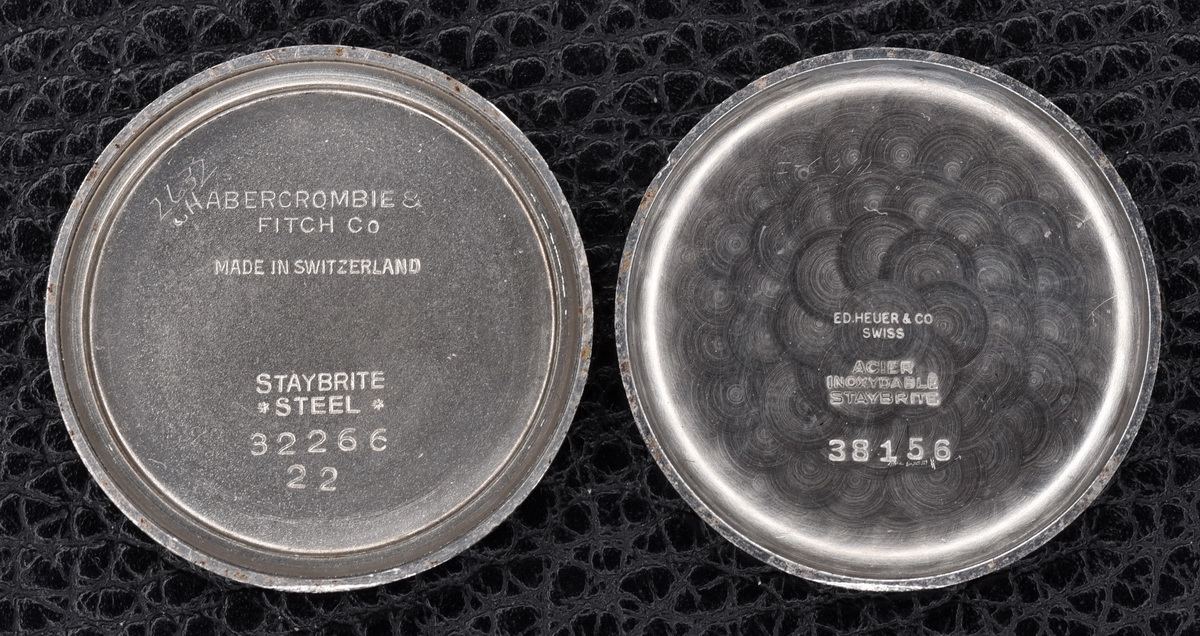 ABERCROMBIE &
FITCH Co
MADE IN SWITZERLAND
STAYBRITE
*STEEL*
32266
22
ED. HEUER & CO
SWISS
ACIER
INOXYDABLE
STAYBRITE
38156